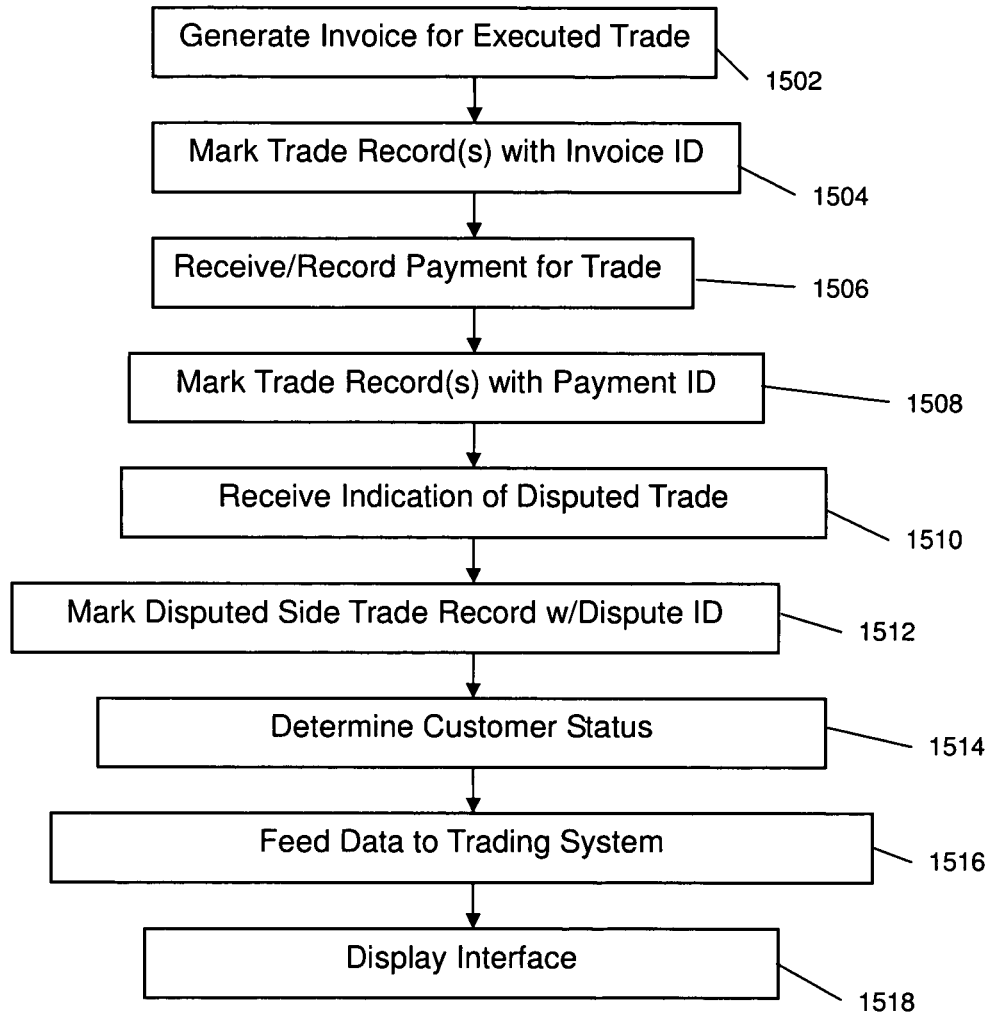 Generate Invoice for Executed Trade
1502
Mark Trade Record(s) with Invoice ID
1504
Receive/Record Payment for Trade
1506
Mark Trade Record(s) with Payment ID
1508
Receive Indication of Disputed Trade
1510
Mark Disputed Side Trade Record w/Dispute ID
1512
Determine Customer Status
1514
Feed Data to Trading System
1516
Display Interface
1518